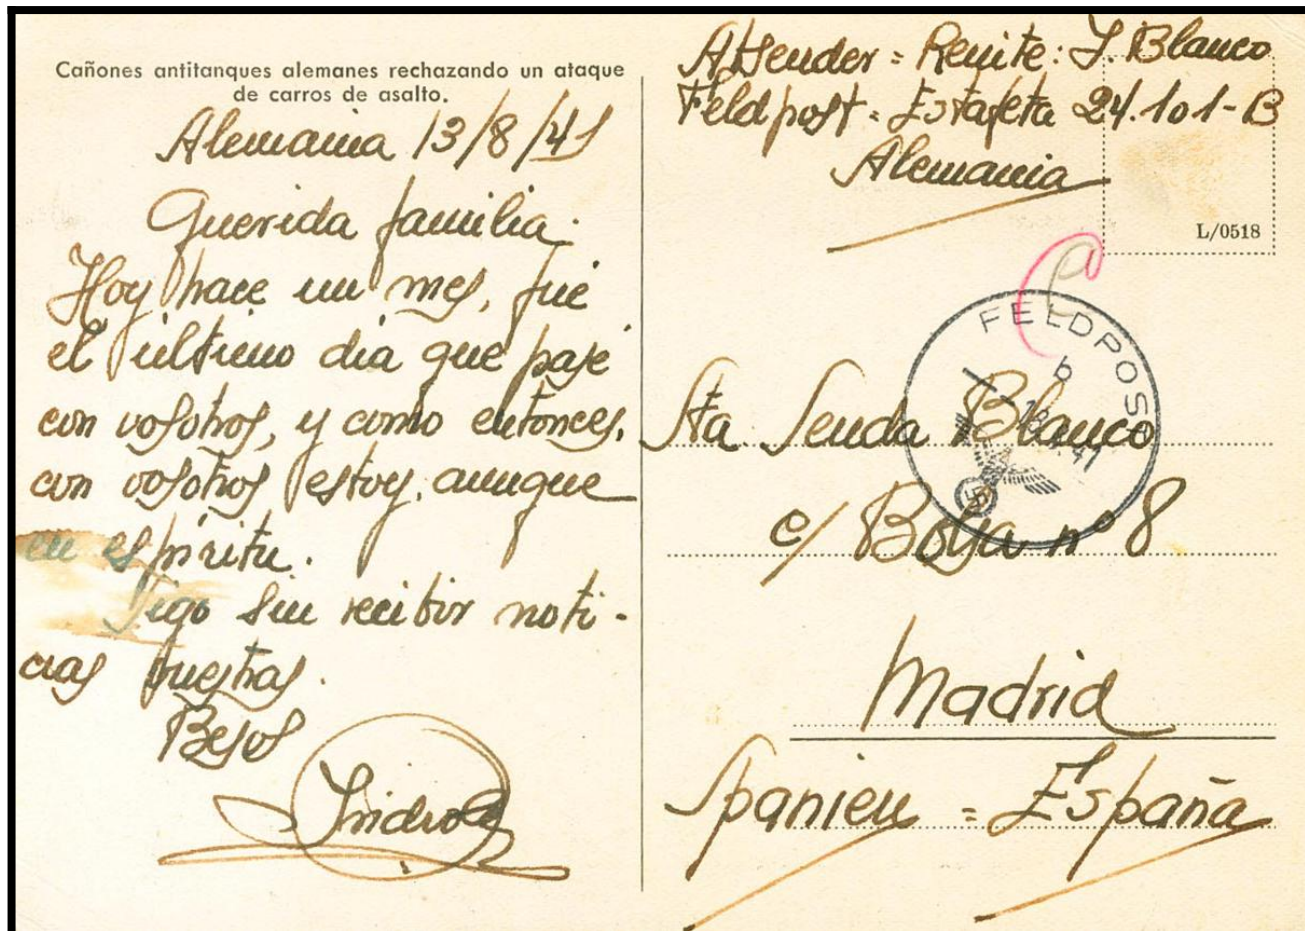 Cañones antitanques alemanes rechazando un ataque
de carros de asalto.
Alemania 13/8/41
Querida familia:
Hoy hace un mes, fue
el último dia que pasé
con vosotros, y como entonces,
con vosotros estoy, aunque
en espíritu.
Sigo sin recibir noti-
cias vuestras.
Besos
Isidro
Absender = Remite: I. Blanco
Feldpost = Estafeta 24.101-B
Alemania
L/0518
FELDPOST
b
Sta. Senda Blanco
c/ Bolsa nº 8
Madrid
Spanien = España